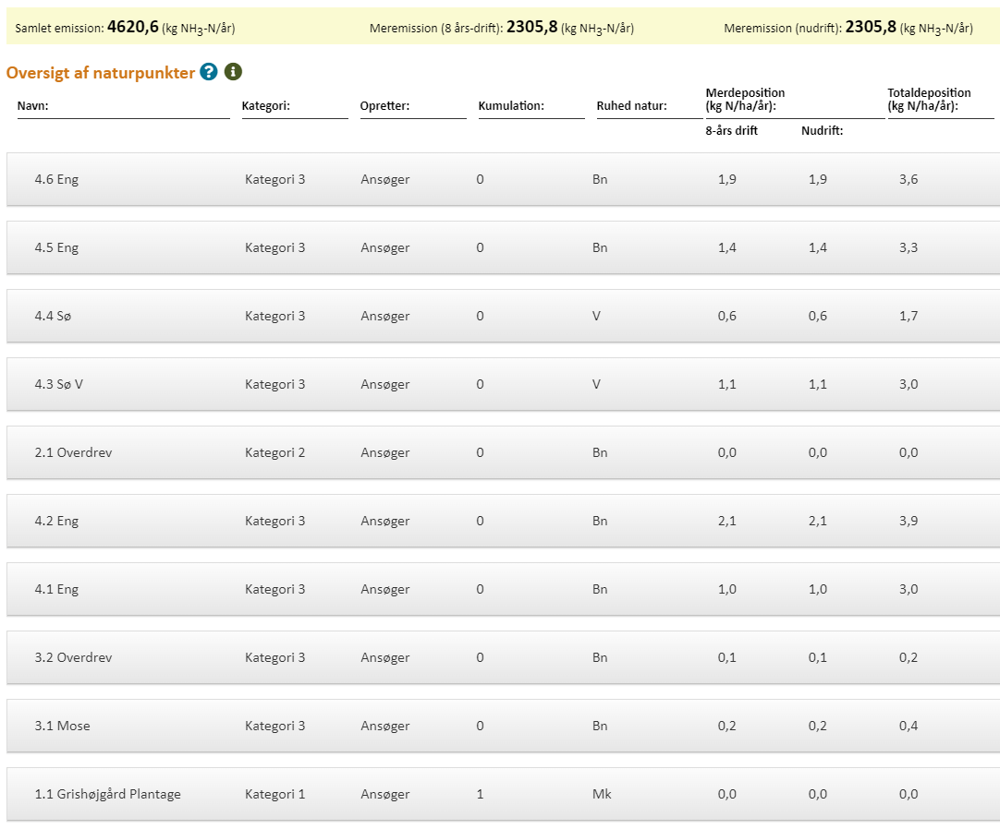 Samlet emission: 4620,6 (kg NH3-N/år) Meremission (8 års-drift): 2305,8 (kg NH3-N/år) Meremission (nudrift): 2305,8 (kg NH3-N/år)
Oversigt af naturpunkter ? i
Navn: Kategori: Opretter: Kumulation: Ruhed natur: Merdeposition (kg N/ha/år): Totaldeposition (kg N/ha/år):
8-års drift Nudrift:
4.6 Eng Kategori 3 Ansøger 0 Bn 1,9 1,9 3,6
4.5 Eng Kategori 3 Ansøger 0 Bn 1,4 1,4 3,3
4.4 Sø Kategori 3 Ansøger 0 V 0,6 0,6 1,7
4.3 Sø V Kategori 3 Ansøger 0 V 1,1 1,1 3,0
2.1 Overdrev Kategori 2 Ansøger 0 Bn 0,0 0,0 0,0
4.2 Eng Kategori 3 Ansøger 0 Bn 2,1 2,1 3,9
4.1 Eng Kategori 3 Ansøger 0 Bn 1,0 1,0 3,0
3.2 Overdrev Kategori 3 Ansøger 0 Bn 0,1 0,1 0,2
3.1 Mose Kategori 3 Ansøger 0 Bn 0,2 0,2 0,4
1.1 Grishøjgård Plantage Kategori 1 Ansøger 1 Mk 0,0 0,0 0,0